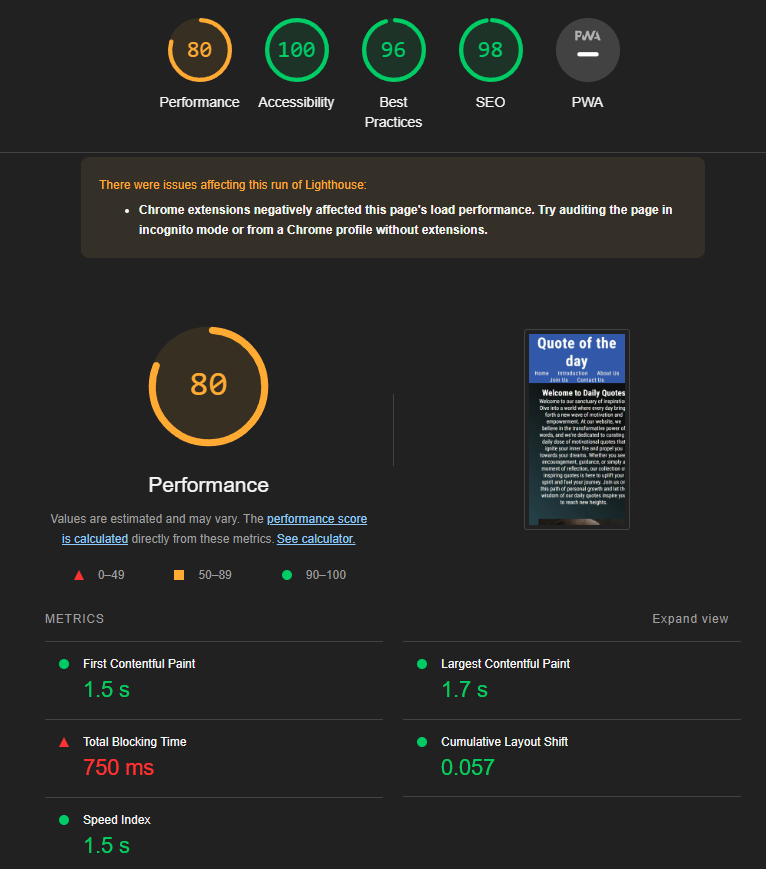 80
100
96
98
PWA
Performance
Accessibility
Best
Practices
SEO
PWA
There were issues affecting this run of Lighthouse:
Chrome extensions negatively affected this page's load performance. Try auditing the page in
incognito mode or from a Chrome profile without extensions.
80
Performance
Values are estimated and may vary. The performance score
is calculated directly from these metrics. See calculator.
0–49
50–89
90–100
Quote of the
day
Home Introduction About Us
Join Us Contact Us
Welcome to Daily Quotes
Welcome to our sanctuary of inspiratio
Dive into a world where every day bring
forth a new wave of motivation and
empowerment. At our website, we
believe in the transformative power of
words, and we're dedicated to curating
daily dose of motivational quotes that
ignite your inner fire and propel you
towards your dreams. Whether you see
encouragement, guidance, or simply a
moment of reflection, our collection o
inspiring quotes is here to uplift your
spirit and fuel your journey. Join us on
this path of personal growth and let th
wisdom of our daily quotes inspire you
to reach new heights.
METRICS
Expand view
First Contentful Paint
1.5 s
Largest Contentful Paint
1.7 s
Total Blocking Time
750 ms
Cumulative Layout Shift
0.057
Speed Index
1.5 s